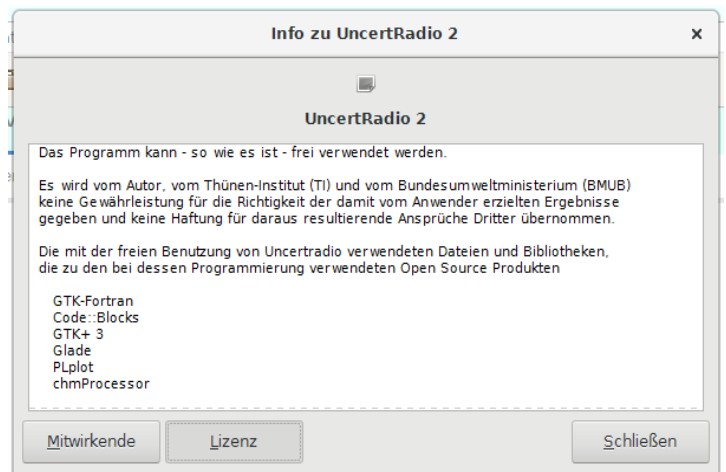 Info zu UncertRadio 2
UncertRadio 2
Das Programm kann - so wie es ist - frei verwendet werden.
Es wird vom Autor, vom Thünen-Institut (TI) und vom Bundesumweltministerium (BMUB)
keine Gewährleistung für die Richtigkeit der damit vom Anwender erzielten Ergebnisse
gegeben und keine Haftung für daraus resultierende Ansprüche Dritter übernommen.
Die mit der freien Benutzung von Uncertradio verwendeten Dateien und Bibliotheken,
die zu den bei dessen Programmierung verwendeten Open Source Produkten
GTK-Fortran
Code::Blocks
GTK+ 3
Glade
PLplot
chmProcessor
Mitwirkende
Lizenz
Schließen